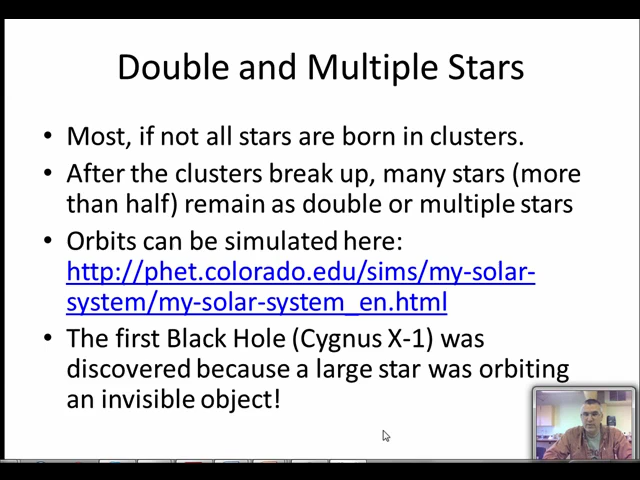 Double and Multiple Stars
• Most, if not all stars are born in clusters.
• After the clusters break up, many stars (more
than half) remain as double or multiple stars
• Orbits can be simulated here:
http://phet.colorado.edu/sims/my-solar-
system/my-solar-system_en.html
• The first Black Hole (Cygnus X-1) was
discovered because a large star was orbiting
an invisible object!